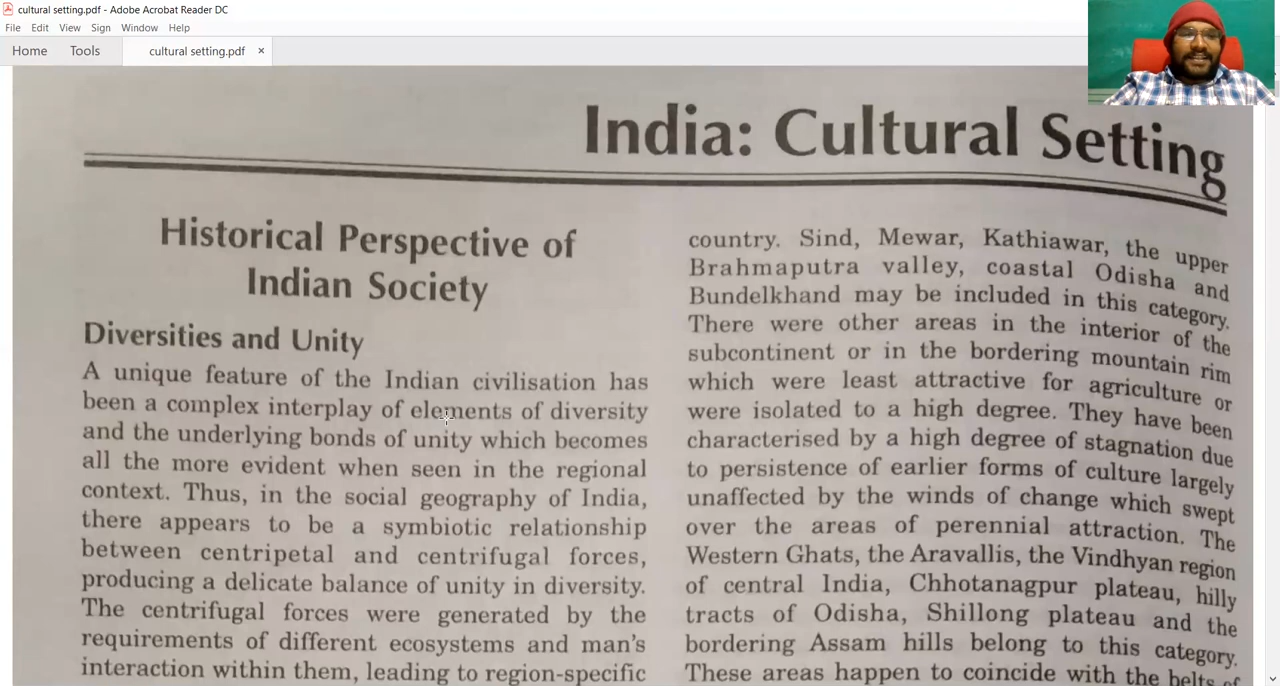 cultural setting.pdf - Adobe Acrobat Reader DC
File Edit View Sign Window Help
Home Tools cultural setting.pdf ×
India: Cultural Setting
Historical Perspective of
Indian Society
Diversities and Unity
A unique feature of the Indian civilisation has
been a complex interplay of elements of diversity
and the underlying bonds of unity which becomes
all the more evident when seen in the regional
context. Thus, in the social geography of India,
there appears to be a symbiotic relationship
between centripetal and centrifugal forces,
producing a delicate balance of unity in diversity.
The centrifugal forces were generated by the
requirements of different ecosystems and man's
interaction within them, leading to region-specific
country. Sind, Mewar, Kathiawar, the upper
Brahmaputra valley, coastal Odisha and
Bundelkhand may be included in this category.
There were other areas in the interior of the
subcontinent or in the bordering mountain rim
which were least attractive for agriculture or
were isolated to a high degree. They have been
characterised by a high degree of stagnation due
to persistence of earlier forms of culture largely
unaffected by the winds of change which swept
over the areas of perennial attraction. The
Western Ghats, the Aravallis, the Vindhyan region
of central India, Chhotanagpur plateau, hilly
tracts of Odisha, Shillong plateau and the
bordering Assam hills belong to this category.
These areas happen to coincide with the belts of